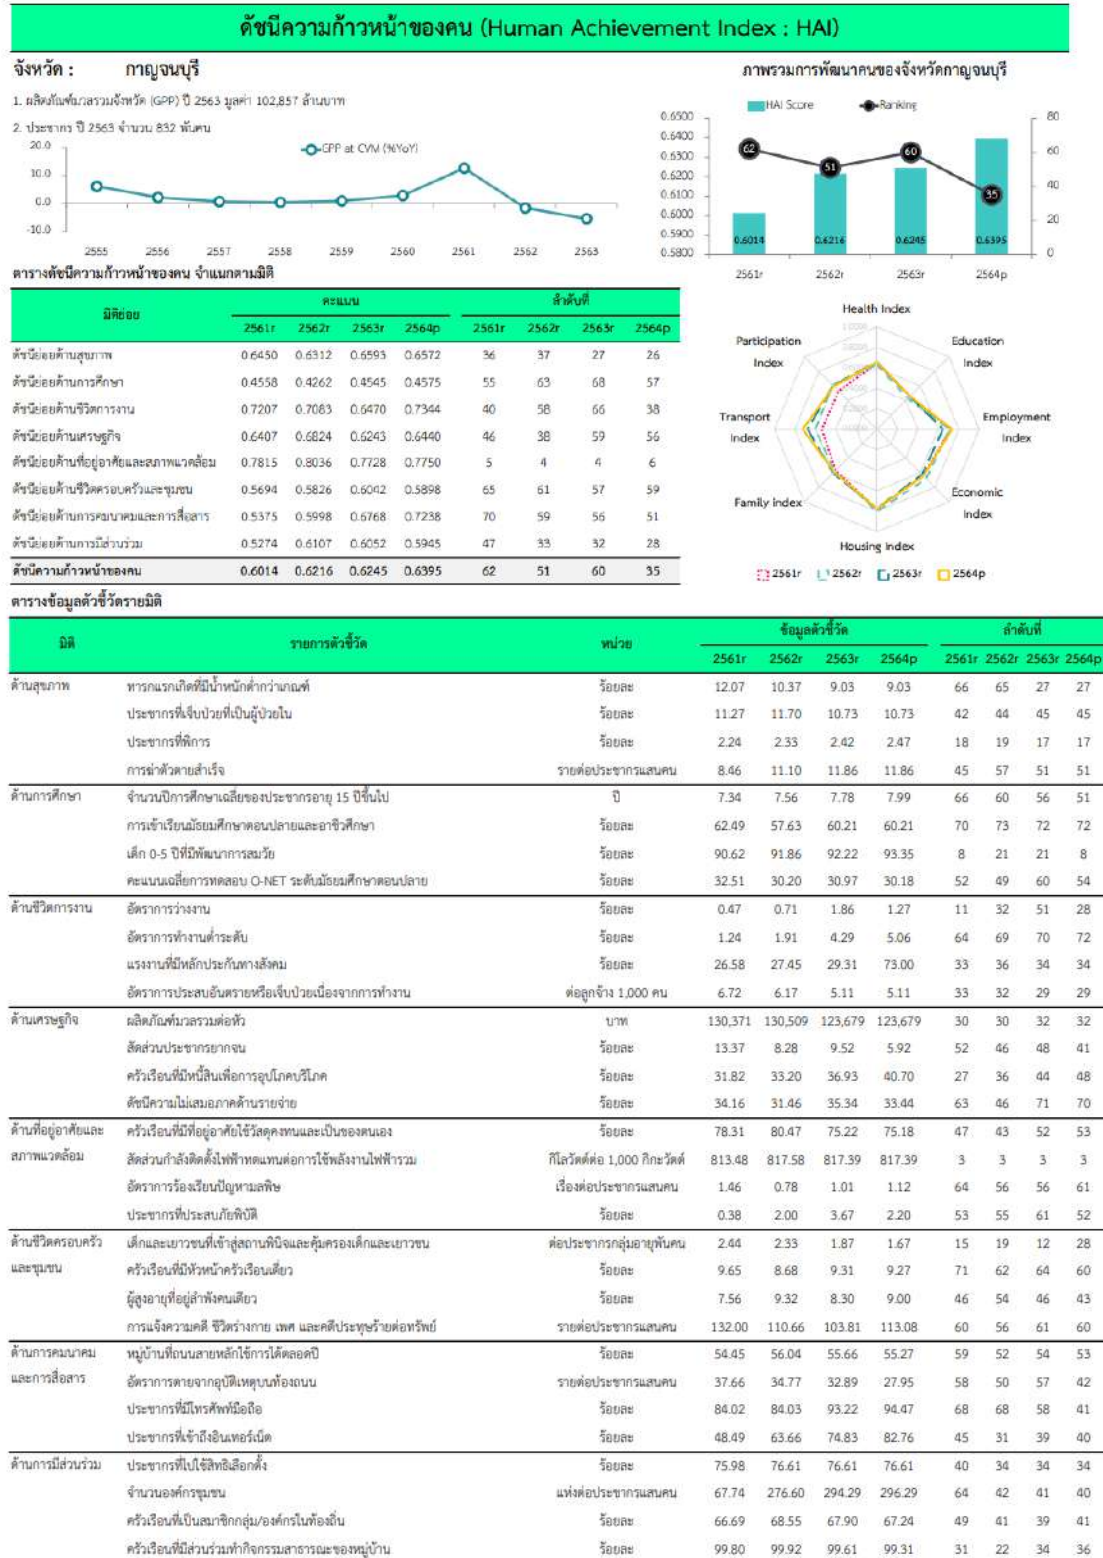 ดัชนีความก้าวหน้าของคน (Human Achievement Index : HAI)
จังหวัด : กาญจนบุรี
1. ผลิตภัณฑ์มวลรวมจังหวัด (GPP) ปี 2563 มูลค่า 102,857 ล้านบาท
2. ประชากร ปี 2563 จำนวน 832 พันคน
GPP at CVM (%YoY)
20.0
10.0
0.0
-10.0
2555 2556 2557 2558 2559 2560 2561 2562 2563
ภาพรวมการพัฒนาคนของจังหวัดกาญจนบุรี
HAI Score Ranking
0.6500 80
0.6400
0.6300 60
0.6200
0.6100 40
0.6000 20
0.5900
0.5800 0
62 51 60 35
0.6014 0.6216 0.6245 0.6395
2561r 2562r 2563r 2564p
ตารางดัชนีความก้าวหน้าของคน จำแนกตามมิติ
มิติย่อย คะแนน ลำดับที่
2561r 2562r 2563r 2564p 2561r 2562r 2563r 2564p
ดัชนีย่อยด้านสุขภาพ 0.6450 0.6312 0.6593 0.6572 36 37 27 26
ดัชนีย่อยด้านการศึกษา 0.4558 0.4262 0.4545 0.4575 55 63 68 57
ดัชนีย่อยด้านชีวิตการงาน 0.7207 0.7083 0.6470 0.7344 40 58 66 38
ดัชนีย่อยด้านเศรษฐกิจ 0.6407 0.6824 0.6243 0.6440 46 38 59 56
ดัชนีย่อยด้านที่อยู่อาศัยและสภาพแวดล้อม 0.7815 0.8036 0.7728 0.7750 5 4 4 6
ดัชนีย่อยด้านชีวิตครอบครัวและชุมชน 0.5694 0.5826 0.6042 0.5898 65 61 57 59
ดัชนีย่อยด้านการคมนาคมและการสื่อสาร 0.5375 0.5998 0.6768 0.7238 70 59 56 51
ดัชนีย่อยด้านการมีส่วนร่วม 0.5274 0.6107 0.6052 0.5945 47 33 32 28
ดัชนีความก้าวหน้าของคน 0.6014 0.6216 0.6245 0.6395 62 51 60 35
Health Index
Education Index
Employment Index
Economic Index
Housing Index
Family index
Transport Index
Participation Index
2561r 2562r 2563r 2564p
ตารางข้อมูลตัวชี้วัดรายมิติ
มิติ รายการตัวชี้วัด หน่วย ข้อมูลตัวชี้วัด ลำดับที่
2561r 2562r 2563r 2564p 2561r 2562r 2563r 2564p
ด้านสุขภาพ ทารกแรกเกิดที่มีน้ำหนักต่ำกว่าเกณฑ์ ร้อยละ 12.07 10.37 9.03 9.03 66 65 27 27
ประชากรที่เจ็บป่วยที่เป็นผู้ป่วยใน ร้อยละ 11.27 11.70 10.73 10.73 42 44 45 45
ประชากรที่พิการ ร้อยละ 2.24 2.33 2.42 2.47 18 19 17 17
การฆ่าตัวตายสำเร็จ รายต่อประชากรแสนคน 8.46 11.10 11.86 11.86 45 57 51 51
ด้านการศึกษา จำนวนปีการศึกษาเฉลี่ยของประชากรอายุ 15 ปีขึ้นไป ปี 7.34 7.56 7.78 7.99 66 60 56 51
การเข้าเรียนมัธยมศึกษาตอนปลายและอาชีวศึกษา ร้อยละ 62.49 57.63 60.21 60.21 70 73 72 72
เด็ก 0-5 ปีที่มีพัฒนาการสมวัย ร้อยละ 90.62 91.86 92.22 93.35 8 21 21 8
คะแนนเฉลี่ยการทดสอบ O-NET ระดับมัธยมศึกษาตอนปลาย ร้อยละ 32.51 30.20 30.97 30.18 52 49 60 54
ด้านชีวิตการงาน อัตราการว่างงาน ร้อยละ 0.47 0.71 1.86 1.27 11 32 51 28
อัตราการทำงานต่ำระดับ ร้อยละ 1.24 1.91 4.29 5.06 64 69 70 72
แรงงานที่มีหลักประกันทางสังคม ร้อยละ 26.58 27.45 29.31 73.00 33 36 34 34
อัตราการประสบอันตรายหรือเจ็บป่วยเนื่องจากการทำงาน ต่อลูกจ้าง 1,000 คน 6.72 6.17 5.11 5.11 33 32 29 29
ด้านเศรษฐกิจ ผลิตภัณฑ์มวลรวมต่อหัว บาท 130,371 130,509 123,679 123,679 30 30 32 32
สัดส่วนประชากรยากจน ร้อยละ 13.37 8.28 9.52 5.92 52 46 48 41
ครัวเรือนที่มีหนี้สินเพื่อการอุปโภคบริโภค ร้อยละ 31.82 33.20 36.93 40.70 27 36 44 48
ดัชนีความไม่เสมอภาคด้านรายจ่าย ร้อยละ 34.16 31.46 35.34 33.44 63 46 71 70
ด้านที่อยู่อาศัยและ ครัวเรือนที่มีที่อยู่อาศัยใช้วัสดุคงทนและเป็นของตนเอง ร้อยละ 78.31 80.47 75.22 75.18 47 43 52 53
สภาพแวดล้อม สัดส่วนกำลังติดตั้งไฟฟ้าทดแทนต่อการใช้พลังงานไฟฟ้ารวม กิโลวัตต์ต่อ 1,000 กิกะวัตต์ 813.48 817.58 817.39 817.39 3 3 3 3
อัตราการร้องเรียนปัญหามลพิษ เรื่องต่อประชากรแสนคน 1.46 0.78 1.01 1.12 64 56 56 61
ประชากรที่ประสบภัยพิบัติ ร้อยละ 0.38 2.00 3.67 2.20 53 55 61 52
ด้านชีวิตครอบครัว เด็กและเยาวชนที่เข้าสู่สถานพินิจและคุ้มครองเด็กและเยาวชน ต่อประชากรกลุ่มอายุพันคน 2.44 2.33 1.87 1.67 15 19 12 28
และชุมชน ครัวเรือนที่มีหัวหน้าครัวเรือนเดี่ยว ร้อยละ 9.65 8.68 9.31 9.27 71 62 64 60
ผู้สูงอายุที่อยู่ลำพังคนเดียว ร้อยละ 7.56 9.32 8.30 9.00 46 54 46 43
การแจ้งความคดี ชีวิตร่างกาย เพศ และคดีประทุษร้ายต่อทรัพย์ รายต่อประชากรแสนคน 132.00 110.66 103.81 113.08 60 56 61 60
ด้านการคมนาคม หมู่บ้านที่ถนนสายหลักใช้การได้ตลอดปี ร้อยละ 54.45 56.04 55.66 55.27 59 52 54 53
และการสื่อสาร อัตราการตายจากอุบัติเหตุบนท้องถนน รายต่อประชากรแสนคน 37.66 34.77 32.89 27.95 58 50 57 42
ประชากรที่มีโทรศัพท์มือถือ ร้อยละ 84.02 84.03 93.22 94.47 68 68 58 41
ประชากรที่เข้าถึงอินเทอร์เน็ต ร้อยละ 48.49 63.66 74.83 82.76 45 31 39 40
ด้านการมีส่วนร่วม ประชากรที่ไปใช้สิทธิเลือกตั้ง ร้อยละ 75.98 76.61 76.61 76.61 40 34 34 34
จำนวนองค์กรชุมชน แห่งต่อประชากรแสนคน 67.74 276.60 294.29 296.29 64 42 41 40
ครัวเรือนที่เป็นสมาชิกกลุ่ม/องค์กรในท้องถิ่น ร้อยละ 66.69 68.55 67.90 67.24 49 41 39 41
ครัวเรือนที่มีส่วนร่วมทำกิจกรรมสาธารณะของหมู่บ้าน ร้อยละ 99.80 99.92 99.61 99.31 31 22 34 36